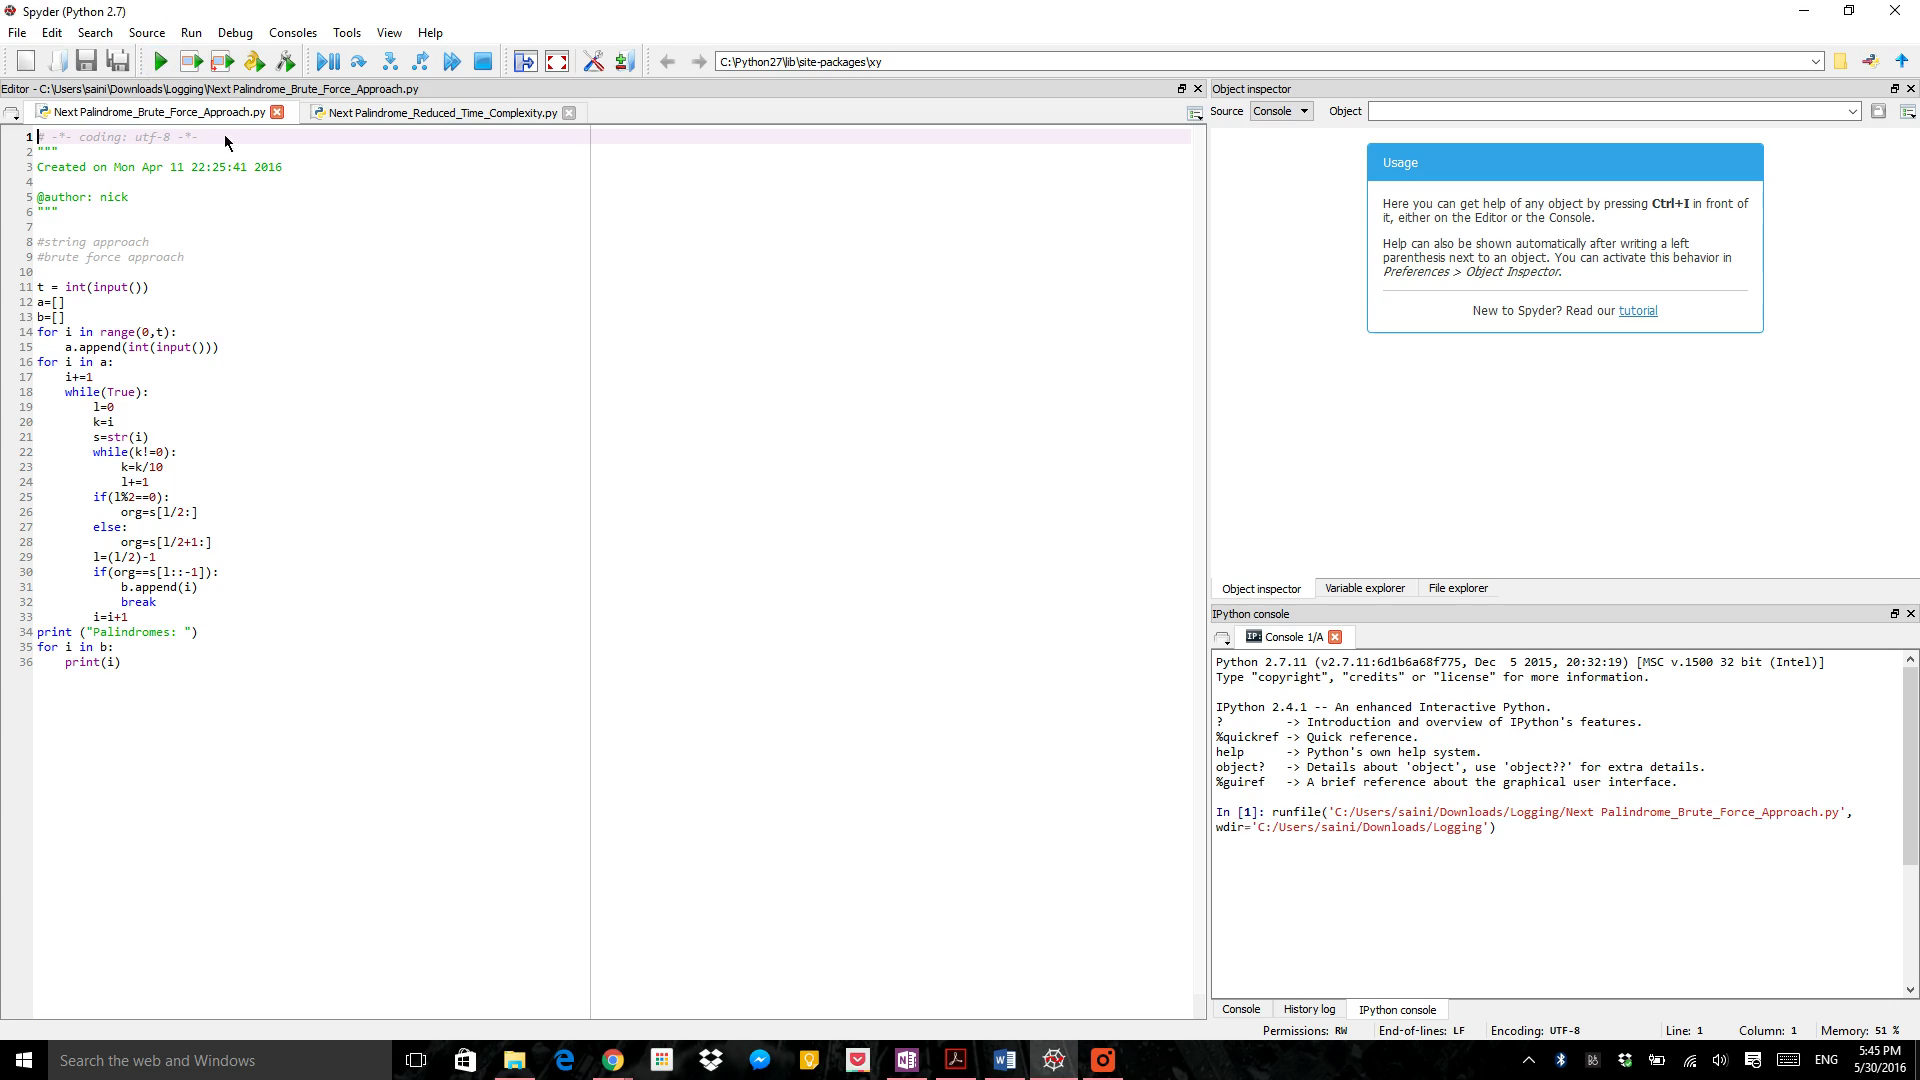 Spyder (Python 2.7)
File Edit Search Source Run Debug Consoles Tools View Help
C:\Python27\lib\site-packages\xy
Editor - C:\Users\saini\Downloads\Logging\Next Palindrome_Brute_Force_Approach.py
Next Palindrome_Brute_Force_Approach.py Next Palindrome_Reduced_Time_Complexity.py
1 # -*- coding: utf-8 -*-
2 """
3 Created on Mon Apr 11 22:25:41 2016
4
5 @author: nick
6 """
7
8 #string approach
9 #brute force approach
10
11 t = int(input())
12 a=[]
13 b=[]
14 for i in range(0,t):
15     a.append(int(input()))
16 for i in a:
17     i+=1
18     while(True):
19         l=0
20         k=i
21         s=str(i)
22         while(k!=0):
23             k=k/10
24             l+=1
25         if(l%2==0):
26             org=s[l/2:]
27         else:
28             org=s[l/2+1:]
29         l=(l/2)-1
30         if(org==s[l::-1]):
31             b.append(i)
32             break
33         i=i+1
34 print ("Palindromes: ")
35 for i in b:
36     print(i)
Object inspector
Source Console Object
Usage
Here you can get help of any object by pressing Ctrl+I in front of
it, either on the Editor or the Console.
Help can also be shown automatically after writing a left
parenthesis next to an object. You can activate this behavior in
Preferences > Object Inspector.
New to Spyder? Read our tutorial
Object inspector Variable explorer File explorer
IPython console
IP: Console 1/A
Python 2.7.11 (v2.7.11:6d1b6a68f775, Dec  5 2015, 20:32:19) [MSC v.1500 32 bit (Intel)]
Type "copyright", "credits" or "license" for more information.
IPython 2.4.1 -- An enhanced Interactive Python.
?         -> Introduction and overview of IPython's features.
%quickref -> Quick reference.
help      -> Python's own help system.
object?   -> Details about 'object', use 'object??' for extra details.
%guiref   -> A brief reference about the graphical user interface.
In [1]: runfile('C:/Users/saini/Downloads/Logging/Next Palindrome_Brute_Force_Approach.py',
wdir='C:/Users/saini/Downloads/Logging')
Console History log IPython console
Permissions: RW End-of-lines: LF Encoding: UTF-8 Line: 1 Column: 1 Memory: 51 %
Search the web and Windows
ENG
5:45 PM
5/30/2016